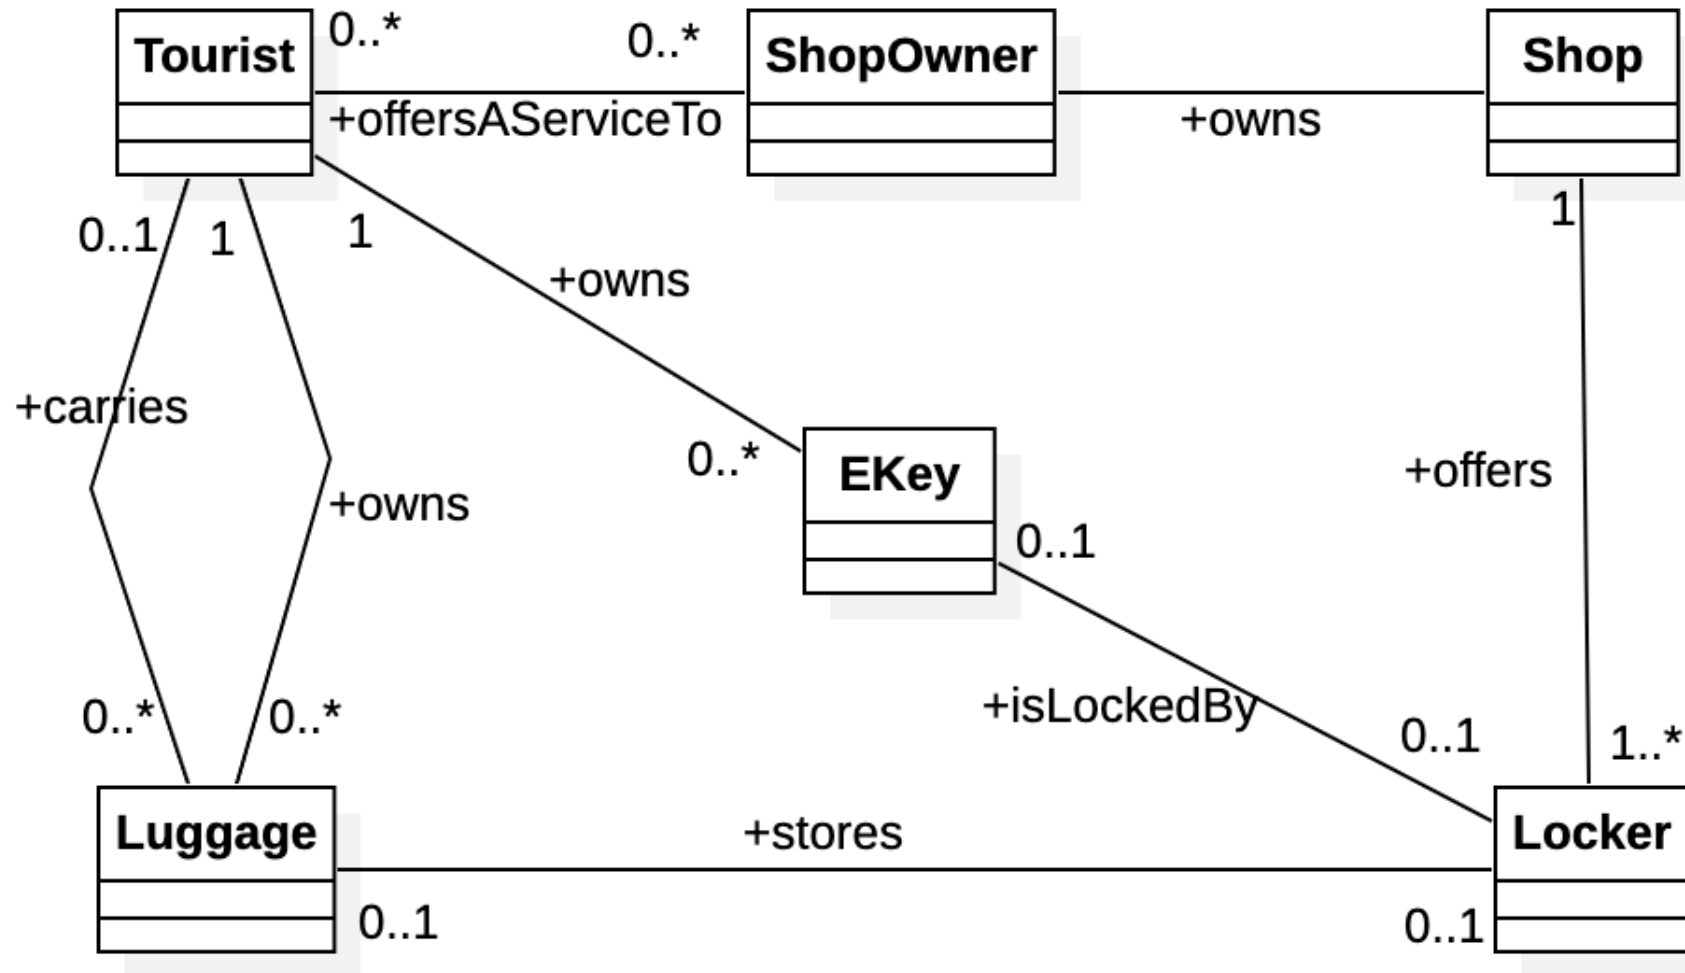 Tourist
0..*
0..*
ShopOwner
Shop
+offersAServiceTo
+owns
0..1
1
1
1
+owns
+carries
0..*
EKey
+offers
+owns
0..1
+isLockedBy
0..*
0..*
0..1
1..*
Luggage
+stores
Locker
0..1
0..1